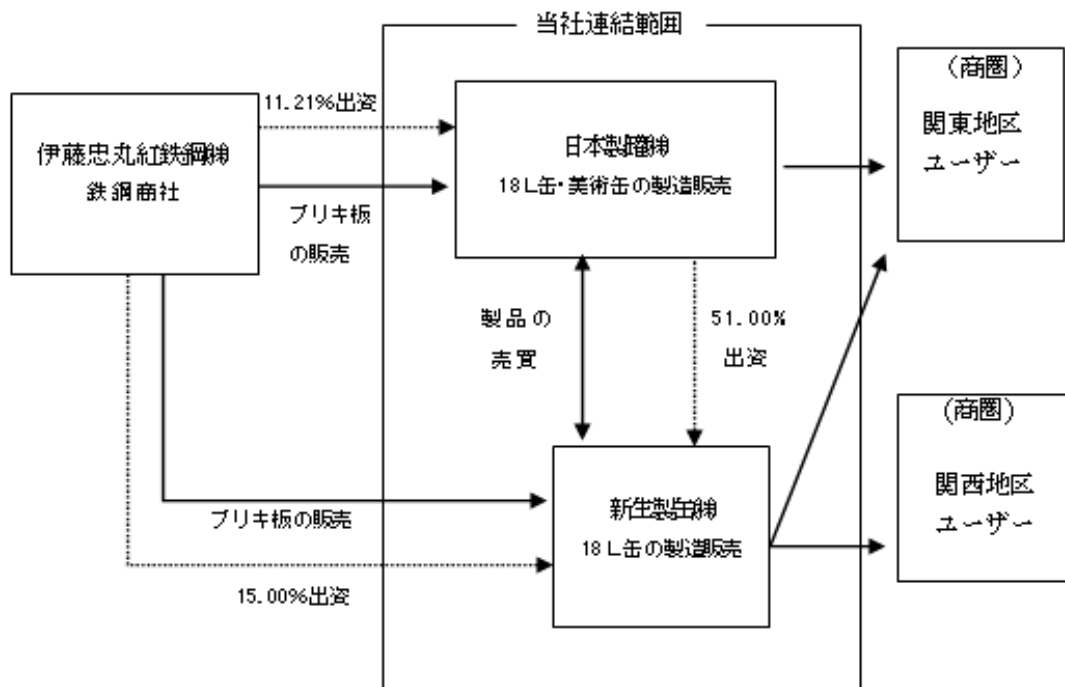 当社連結範囲
11.21%出資
伊藤忠丸紅鉄鋼㈱
鉄鋼商社
ブリキ板
の販売
日本製罐㈱
18L缶・美術缶の製造販売
(商圏)
関東地区
ユーザー
製品の
売買
51.00%
出資
(商圏)
関西地区
ユーザー
新生製缶㈱
18L缶の製造販売
ブリキ板の販売
15.00%出資